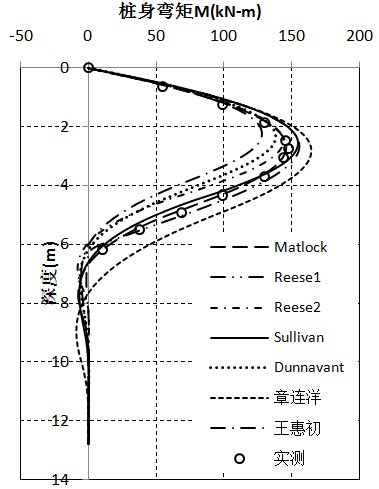 桩身弯矩M(kN-m)
-50 0 50 100 150 200
0
2
4
6
8
10
12
14
深度(m)
Matlock
Reese1
Reese2
Sullivan
Dunnavant
章连洋
王惠初
实测